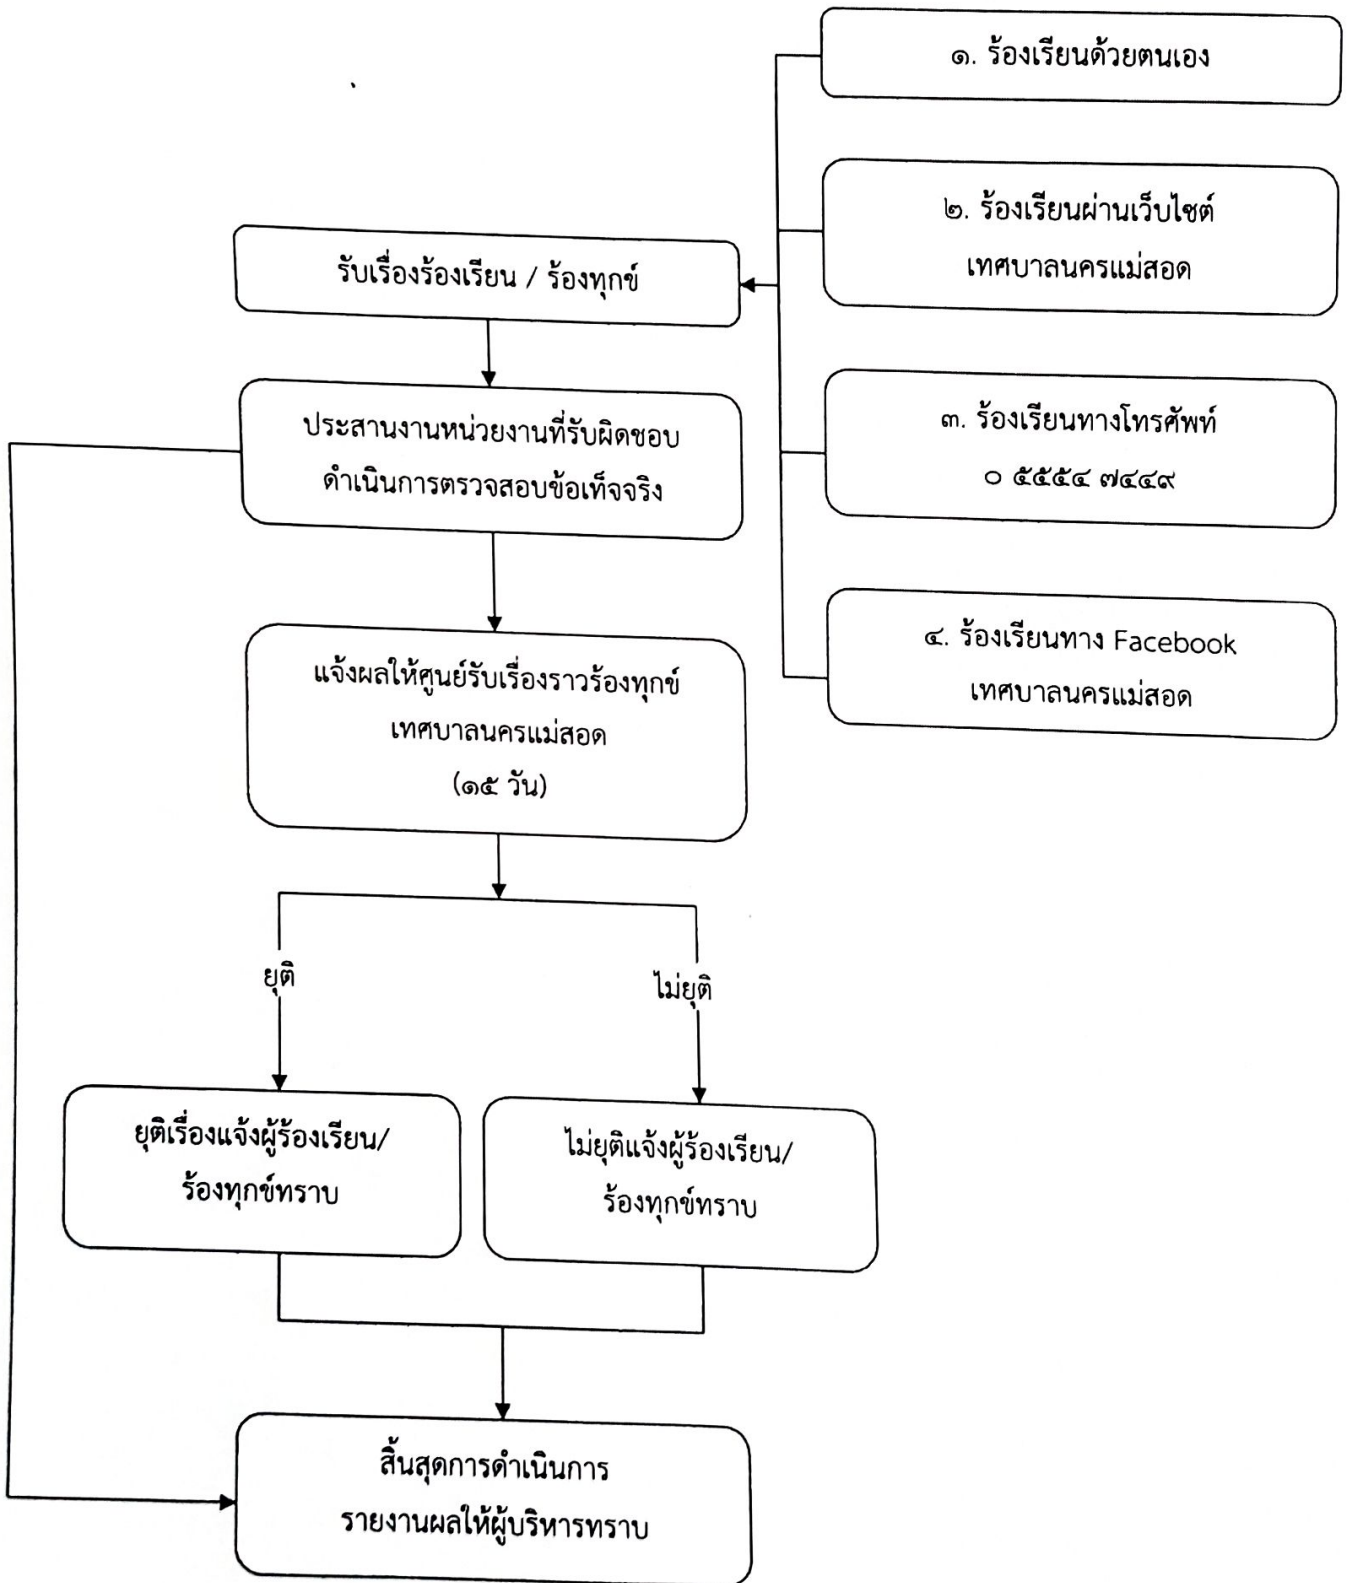 ๑. ร้องเรียนด้วยตนเอง
๒. ร้องเรียนผ่านเว็บไซต์
เทศบาลนครแม่สอด
๓. ร้องเรียนทางโทรศัพท์
๐ ๕๕๕๔ ๗๔๔๙
๔. ร้องเรียนทาง Facebook
เทศบาลนครแม่สอด
รับเรื่องร้องเรียน / ร้องทุกข์
ประสานงานหน่วยงานที่รับผิดชอบ
ดำเนินการตรวจสอบข้อเท็จจริง
แจ้งผลให้ศูนย์รับเรื่องราวร้องทุกข์
เทศบาลนครแม่สอด
(๑๕ วัน)
ยุติ
ไม่ยุติ
ยุติเรื่องแจ้งผู้ร้องเรียน/
ร้องทุกข์ทราบ
ไม่ยุติแจ้งผู้ร้องเรียน/
ร้องทุกข์ทราบ
สิ้นสุดการดำเนินการ
รายงานผลให้ผู้บริหารทราบ